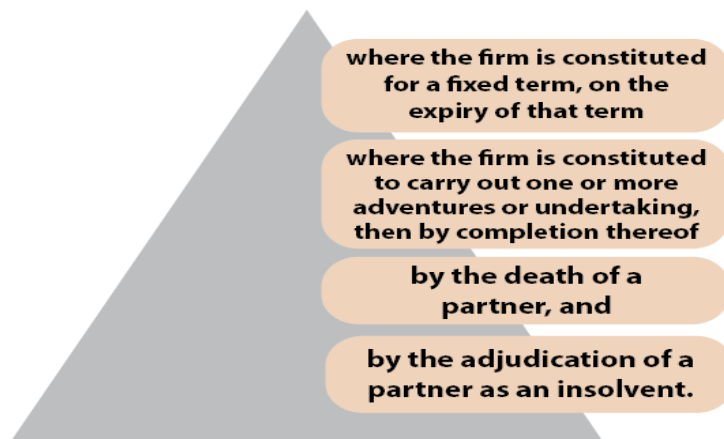 where the firm is constituted
for a fixed term, on the
expiry of that term
where the firm is constituted
to carry out one or more
adventures or undertaking,
then by completion thereof
by the death of a
partner, and
by the adjudication of a
partner as an insolvent.